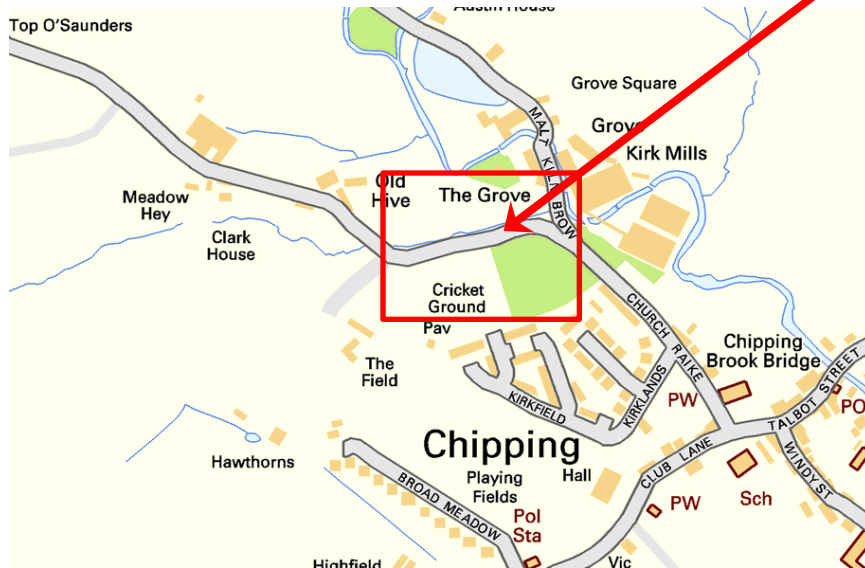 Austin House
Top O'Saunders
Grove Square
MALT KILN BROW
Grove
Kirk Mills
Old
Hive
The Grove
Meadow
Hey
Clark
House
Cricket
Ground
Pav
CHURCH RAIKE
Chipping
Brook Bridge
The
Field
KIRKFIELD
KIRKLANDS
PW
TALBOT STREET
PO
Chipping
CLUB LANE
WINDY ST
Hawthorns
Playing
Fields
Hall
BROAD MEADOW
Pol
Sta
PW
Sch
Highfield
Vic